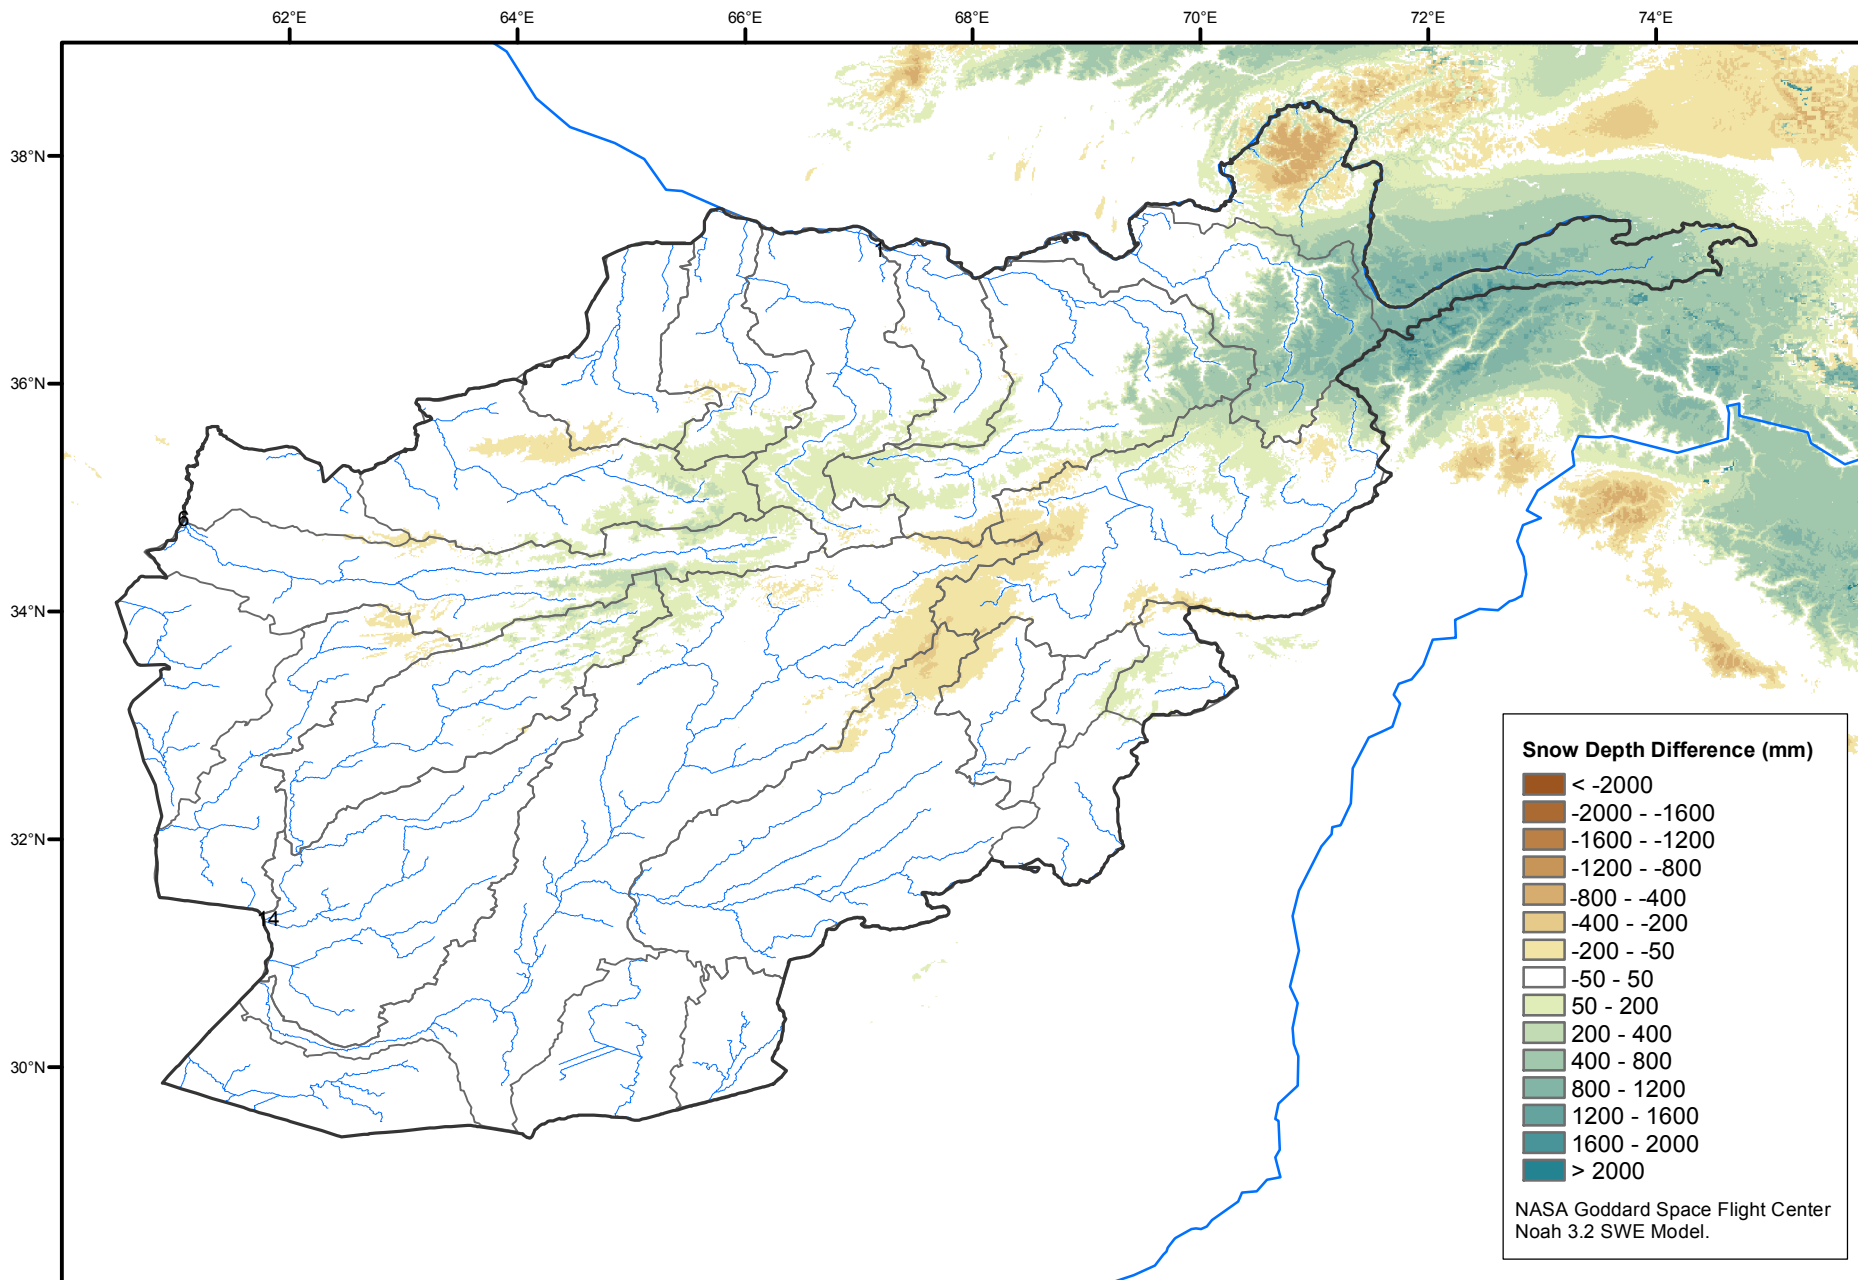 62°E 64°E 66°E 68°E 70°E 72°E 74°E
38°N
1
36°N
6
34°N
32°N
14
30°N
Snow Depth Difference (mm)
< -2000
-2000 - -1600
-1600 - -1200
-1200 - -800
-800 - -400
-400 - -200
-200 - -50
-50 - 50
50 - 200
200 - 400
400 - 800
800 - 1200
1200 - 1600
1600 - 2000
> 2000
NASA Goddard Space Flight Center
Noah 3.2 SWE Model.